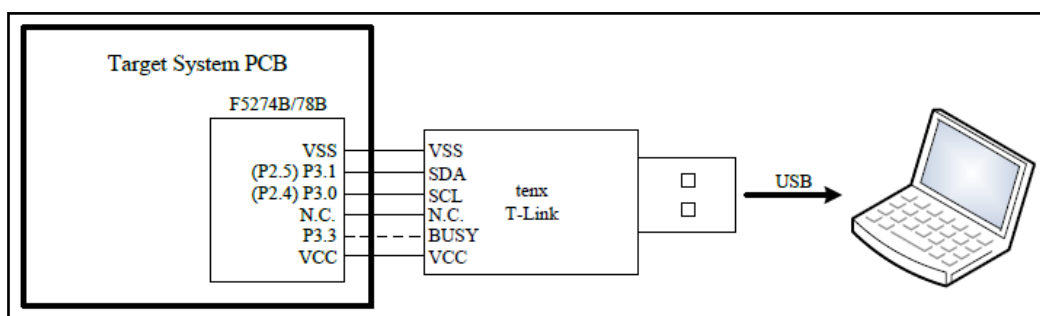 Target System PCB
F5274B/78B
VSS VSS
(P2.5) P3.1 SDA
(P2.4) P3.0 SCL
N.C. N.C.
P3.3 BUSY
VCC VCC
tenx
T-Link
USB